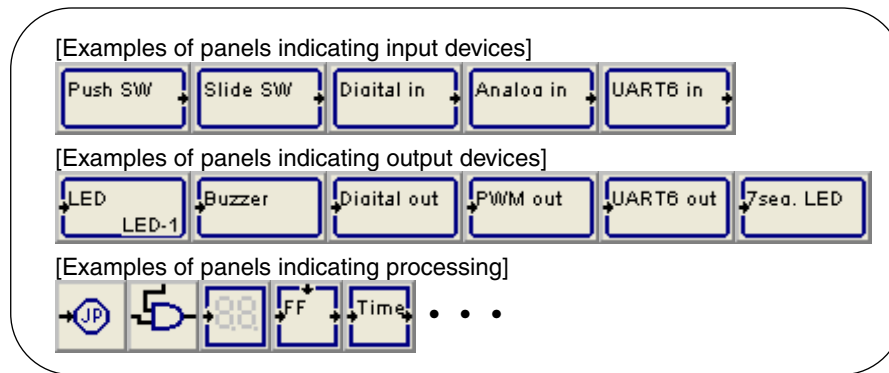 [Examples of panels indicating input devices]
Push SW Slide SW Digital in Analog in UART6 in
[Examples of panels indicating output devices]
LED Buzzer Digital out PWM out UART6 out 7seg. LED
LED-1
[Examples of panels indicating processing]
JP 88 FF Time • • •